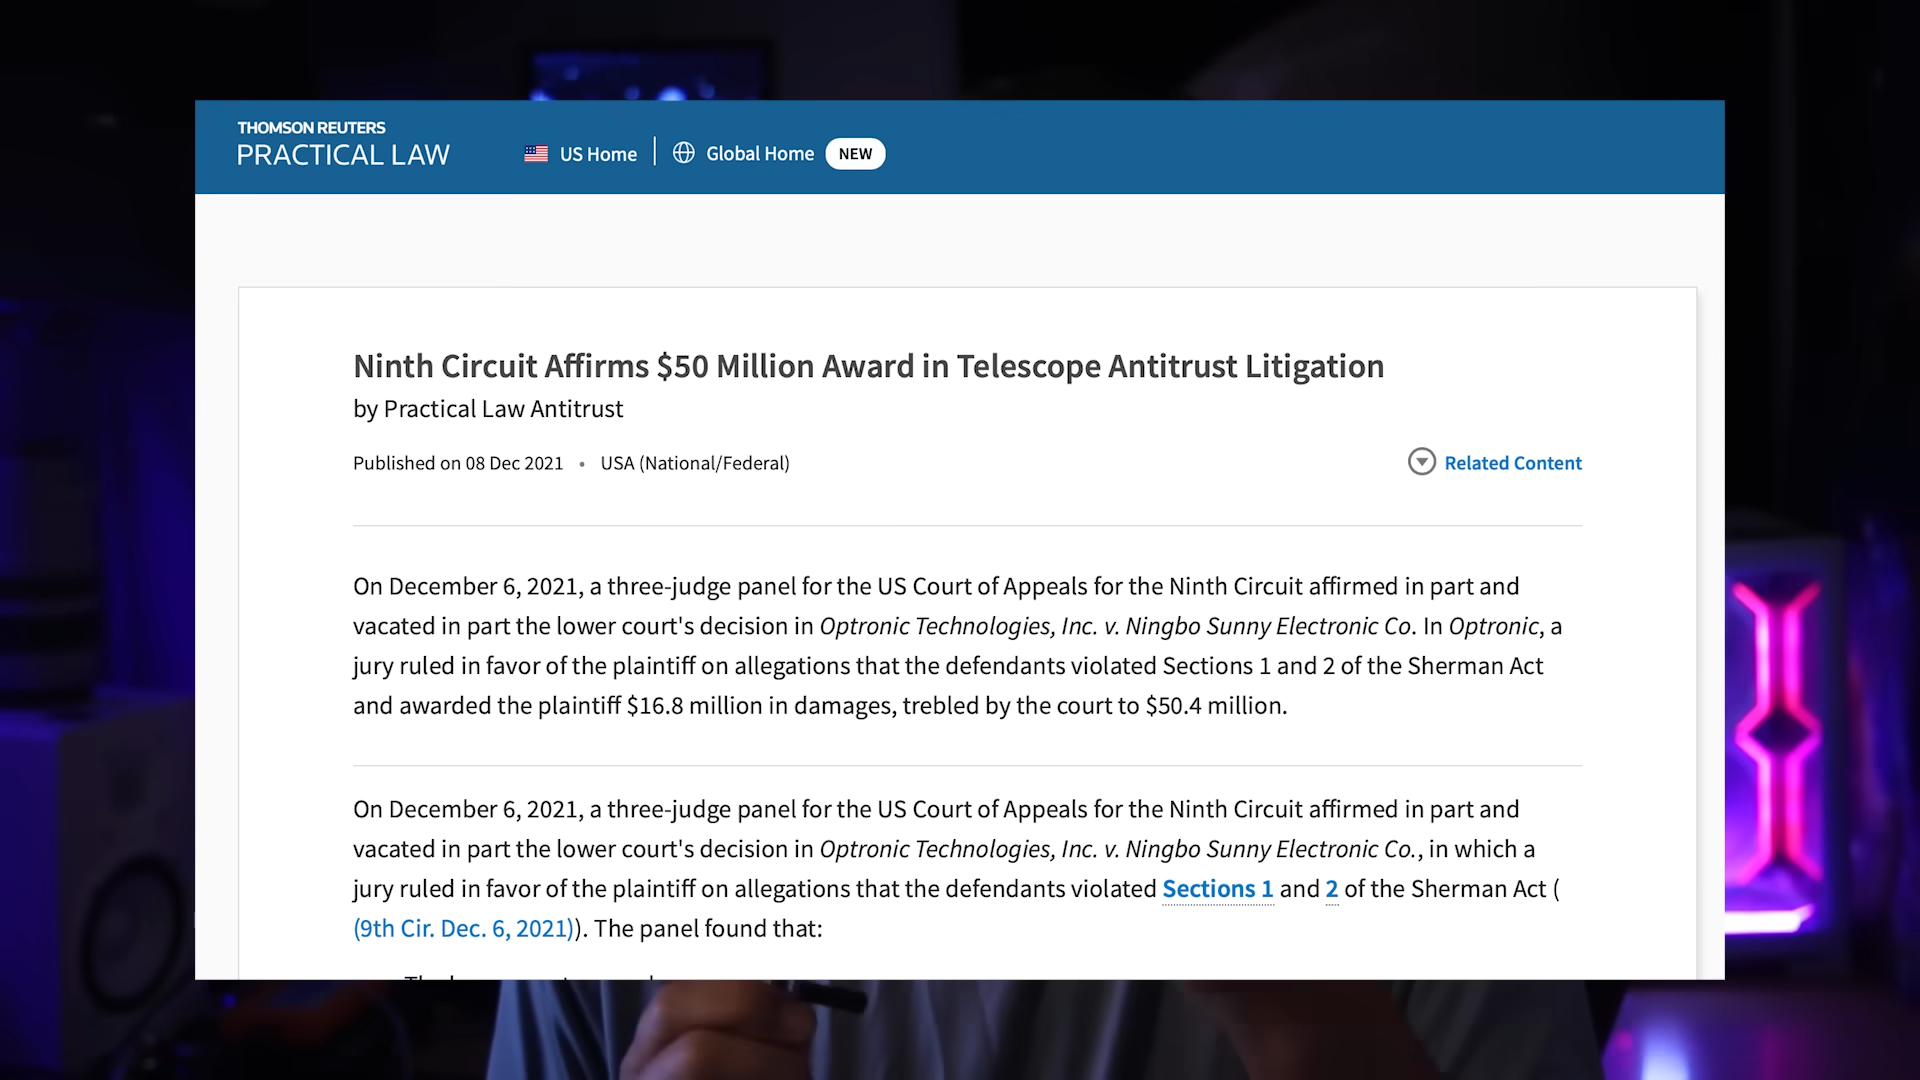 THOMSON REUTERS
PRACTICAL LAW
US Home
Global Home
NEW
Ninth Circuit Affirms $50 Million Award in Telescope Antitrust Litigation
by Practical Law Antitrust
Published on 08 Dec 2021 • USA (National/Federal)
Related Content
On December 6, 2021, a three-judge panel for the US Court of Appeals for the Ninth Circuit affirmed in part and
vacated in part the lower court's decision in Optronic Technologies, Inc. v. Ningbo Sunny Electronic Co. In Optronic, a
jury ruled in favor of the plaintiff on allegations that the defendants violated Sections 1 and 2 of the Sherman Act
and awarded the plaintiff $16.8 million in damages, trebled by the court to $50.4 million.
On December 6, 2021, a three-judge panel for the US Court of Appeals for the Ninth Circuit affirmed in part and
vacated in part the lower court's decision in Optronic Technologies, Inc. v. Ningbo Sunny Electronic Co., in which a
jury ruled in favor of the plaintiff on allegations that the defendants violated Sections 1 and 2 of the Sherman Act (
(9th Cir. Dec. 6, 2021)). The panel found that: